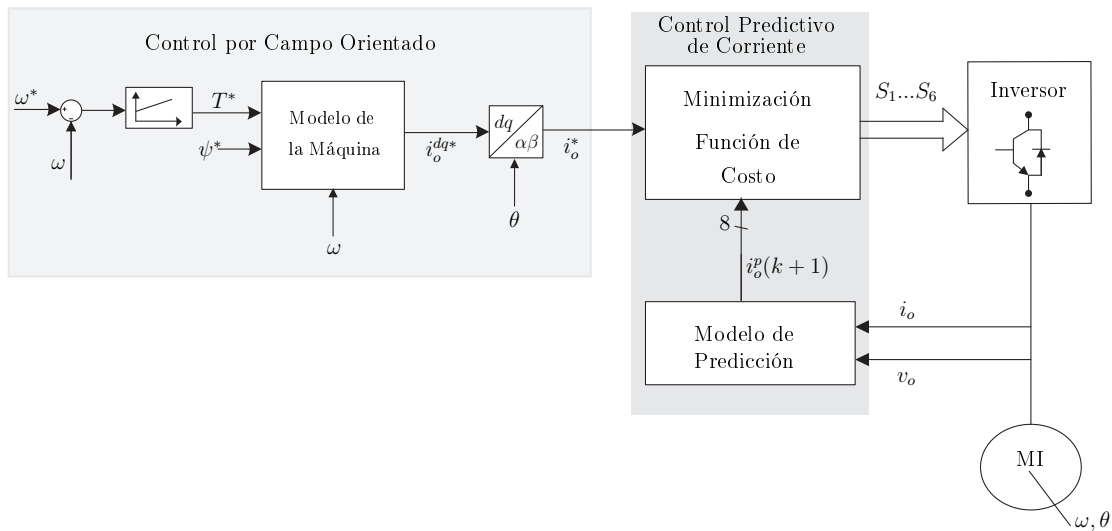 Control por Campo Orientado
ω*
+
-
ω
T*
ψ*
Modelo de
la Máquina
ω
i_o^{dq*}
dq
αβ
θ
i_o^*
Control Predictivo
de Corriente
Minimización
Función de
Costo
8
i_o^p(k + 1)
Modelo de
Predicción
S_1...S_6
Inversor
i_o
v_o
MI
ω, θ